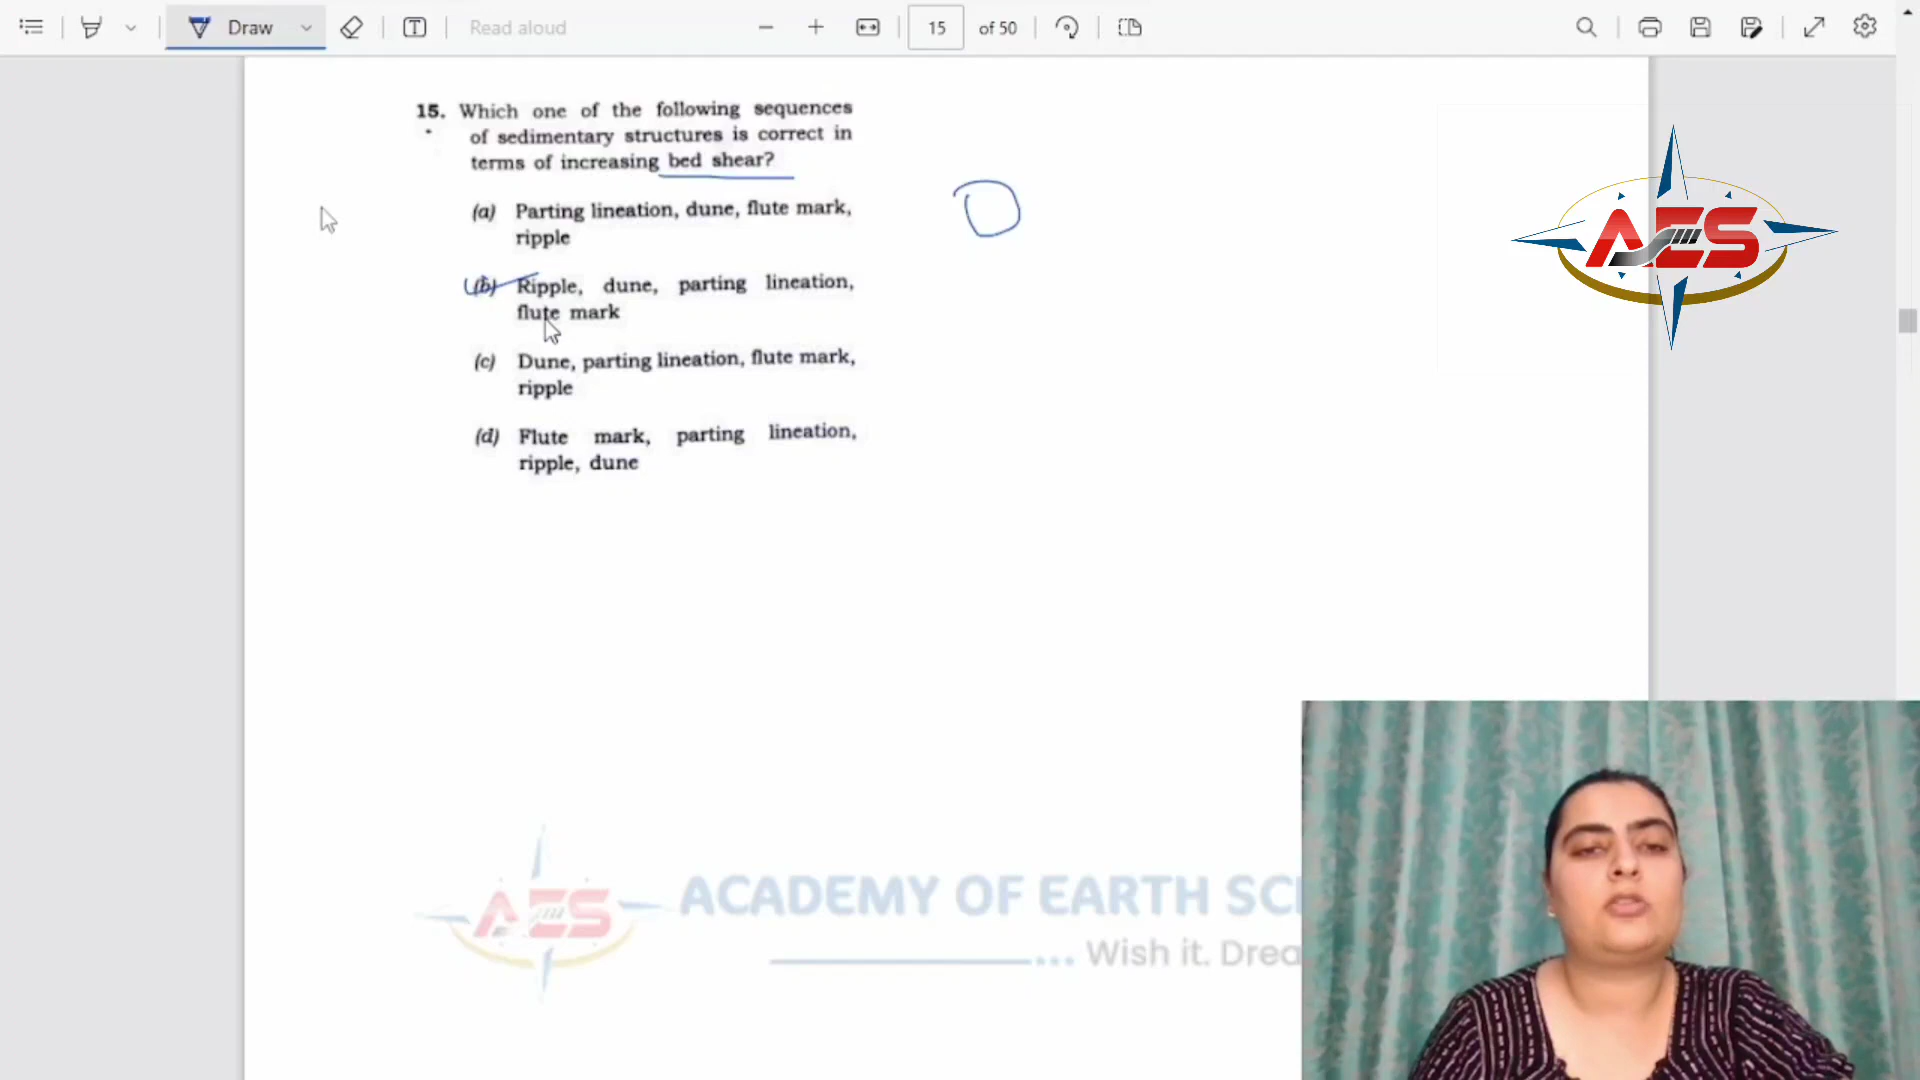 Draw
Read aloud
15
of 50
15. Which one of the following sequences
of sedimentary structures is correct in
terms of increasing bed shear?
(a) Parting lineation, dune, flute mark,
ripple
(b) Ripple, dune, parting lineation,
flute mark
(c) Dune, parting lineation, flute mark,
ripple
(d) Flute mark, parting lineation,
ripple, dune
AES
AES
ACADEMY OF EARTH SC
Wish it. Drea